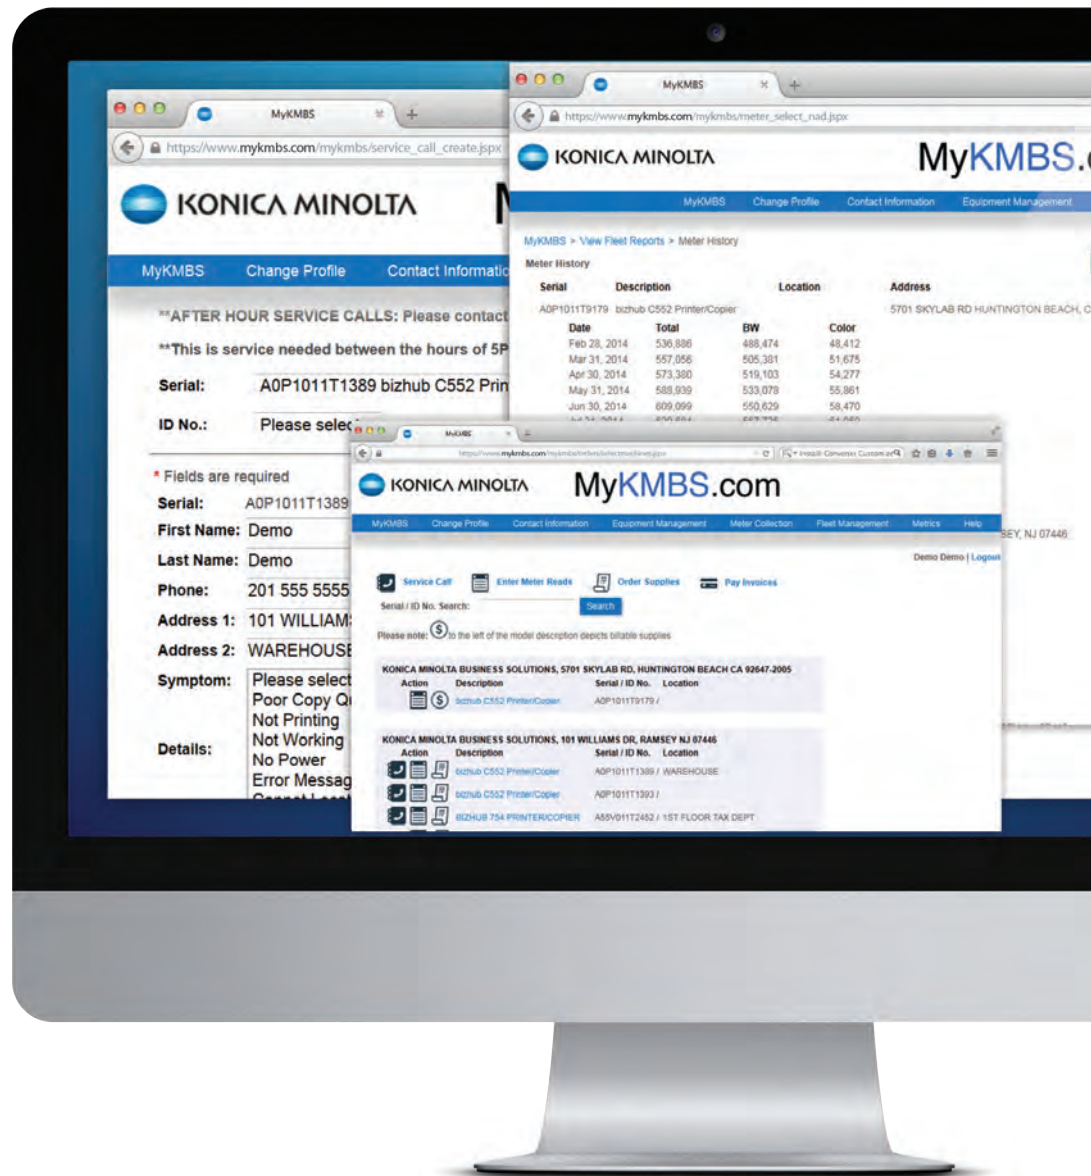 MyKMBS
https://www.mykmbs.com/mykmbs/service_call_create.jspx
KONICA MINOLTA
MyKMBS Change Profile Contact Informatio
**AFTER HOUR SERVICE CALLS: Please contact
**This is service needed between the hours of 5P
Serial: A0P1011T1389 bizhub C552 Prin
ID No.: Please selec
* Fields are required
Serial: A0P1011T1389
First Name: Demo
Last Name: Demo
Phone: 201 555 5555
Address 1: 101 WILLIAM
Address 2: WAREHOUSE
Symptom: Please select
Poor Copy Qu
Not Printing
Not Working
No Power
Error Messag
Details:
MyKMBS
https://www.mykmbs.com/mykmbs/meter_select_nad.jspx
KONICA MINOLTA MyKMBS.
MyKMBS Change Profile Contact Information Equipment Management
MyKMBS > View Fleet Reports > Meter History
Meter History
Serial Description Location Address
A0P1011T9179 bizhub C552 Printer/Copier 5701 SKYLAB RD HUNTINGTON BEACH, C
Date Total BW Color
Feb 28, 2014 536,886 488,474 48,412
Mar 31, 2014 557,056 505,381 51,675
Apr 30, 2014 573,380 519,103 54,277
May 31, 2014 588,939 533,078 55,861
Jun 30, 2014 609,099 550,629 58,470
SEY, NJ 07446
MyKMBS
KONICA MINOLTA MyKMBS.com
MyKMBS Change Profile Contact Information Equipment Management Meter Collection Fleet Management Metrics Help
Demo Demo | Logout
Service Call Enter Meter Reads Order Supplies Pay Invoices
Serial / ID No. Search: Search
Please note: $ to the left of the model description depicts billable supplies
KONICA MINOLTA BUSINESS SOLUTIONS, 5701 SKYLAB RD, HUNTINGTON BEACH CA 92647-2005
Action Description Serial / ID No. Location
$ bizhub C552 Printer/Copier A0P1011T9179 /
KONICA MINOLTA BUSINESS SOLUTIONS, 101 WILLIAMS DR, RAMSEY NJ 07446
Action Description Serial / ID No. Location
bizhub C552 Printer/Copier A0P1011T1389 / WAREHOUSE
bizhub C552 Printer/Copier A0P1011T1393 /
BIZHUB 754 PRINTER/COPIER A55V011T2452 / 1ST FLOOR TAX DEPT